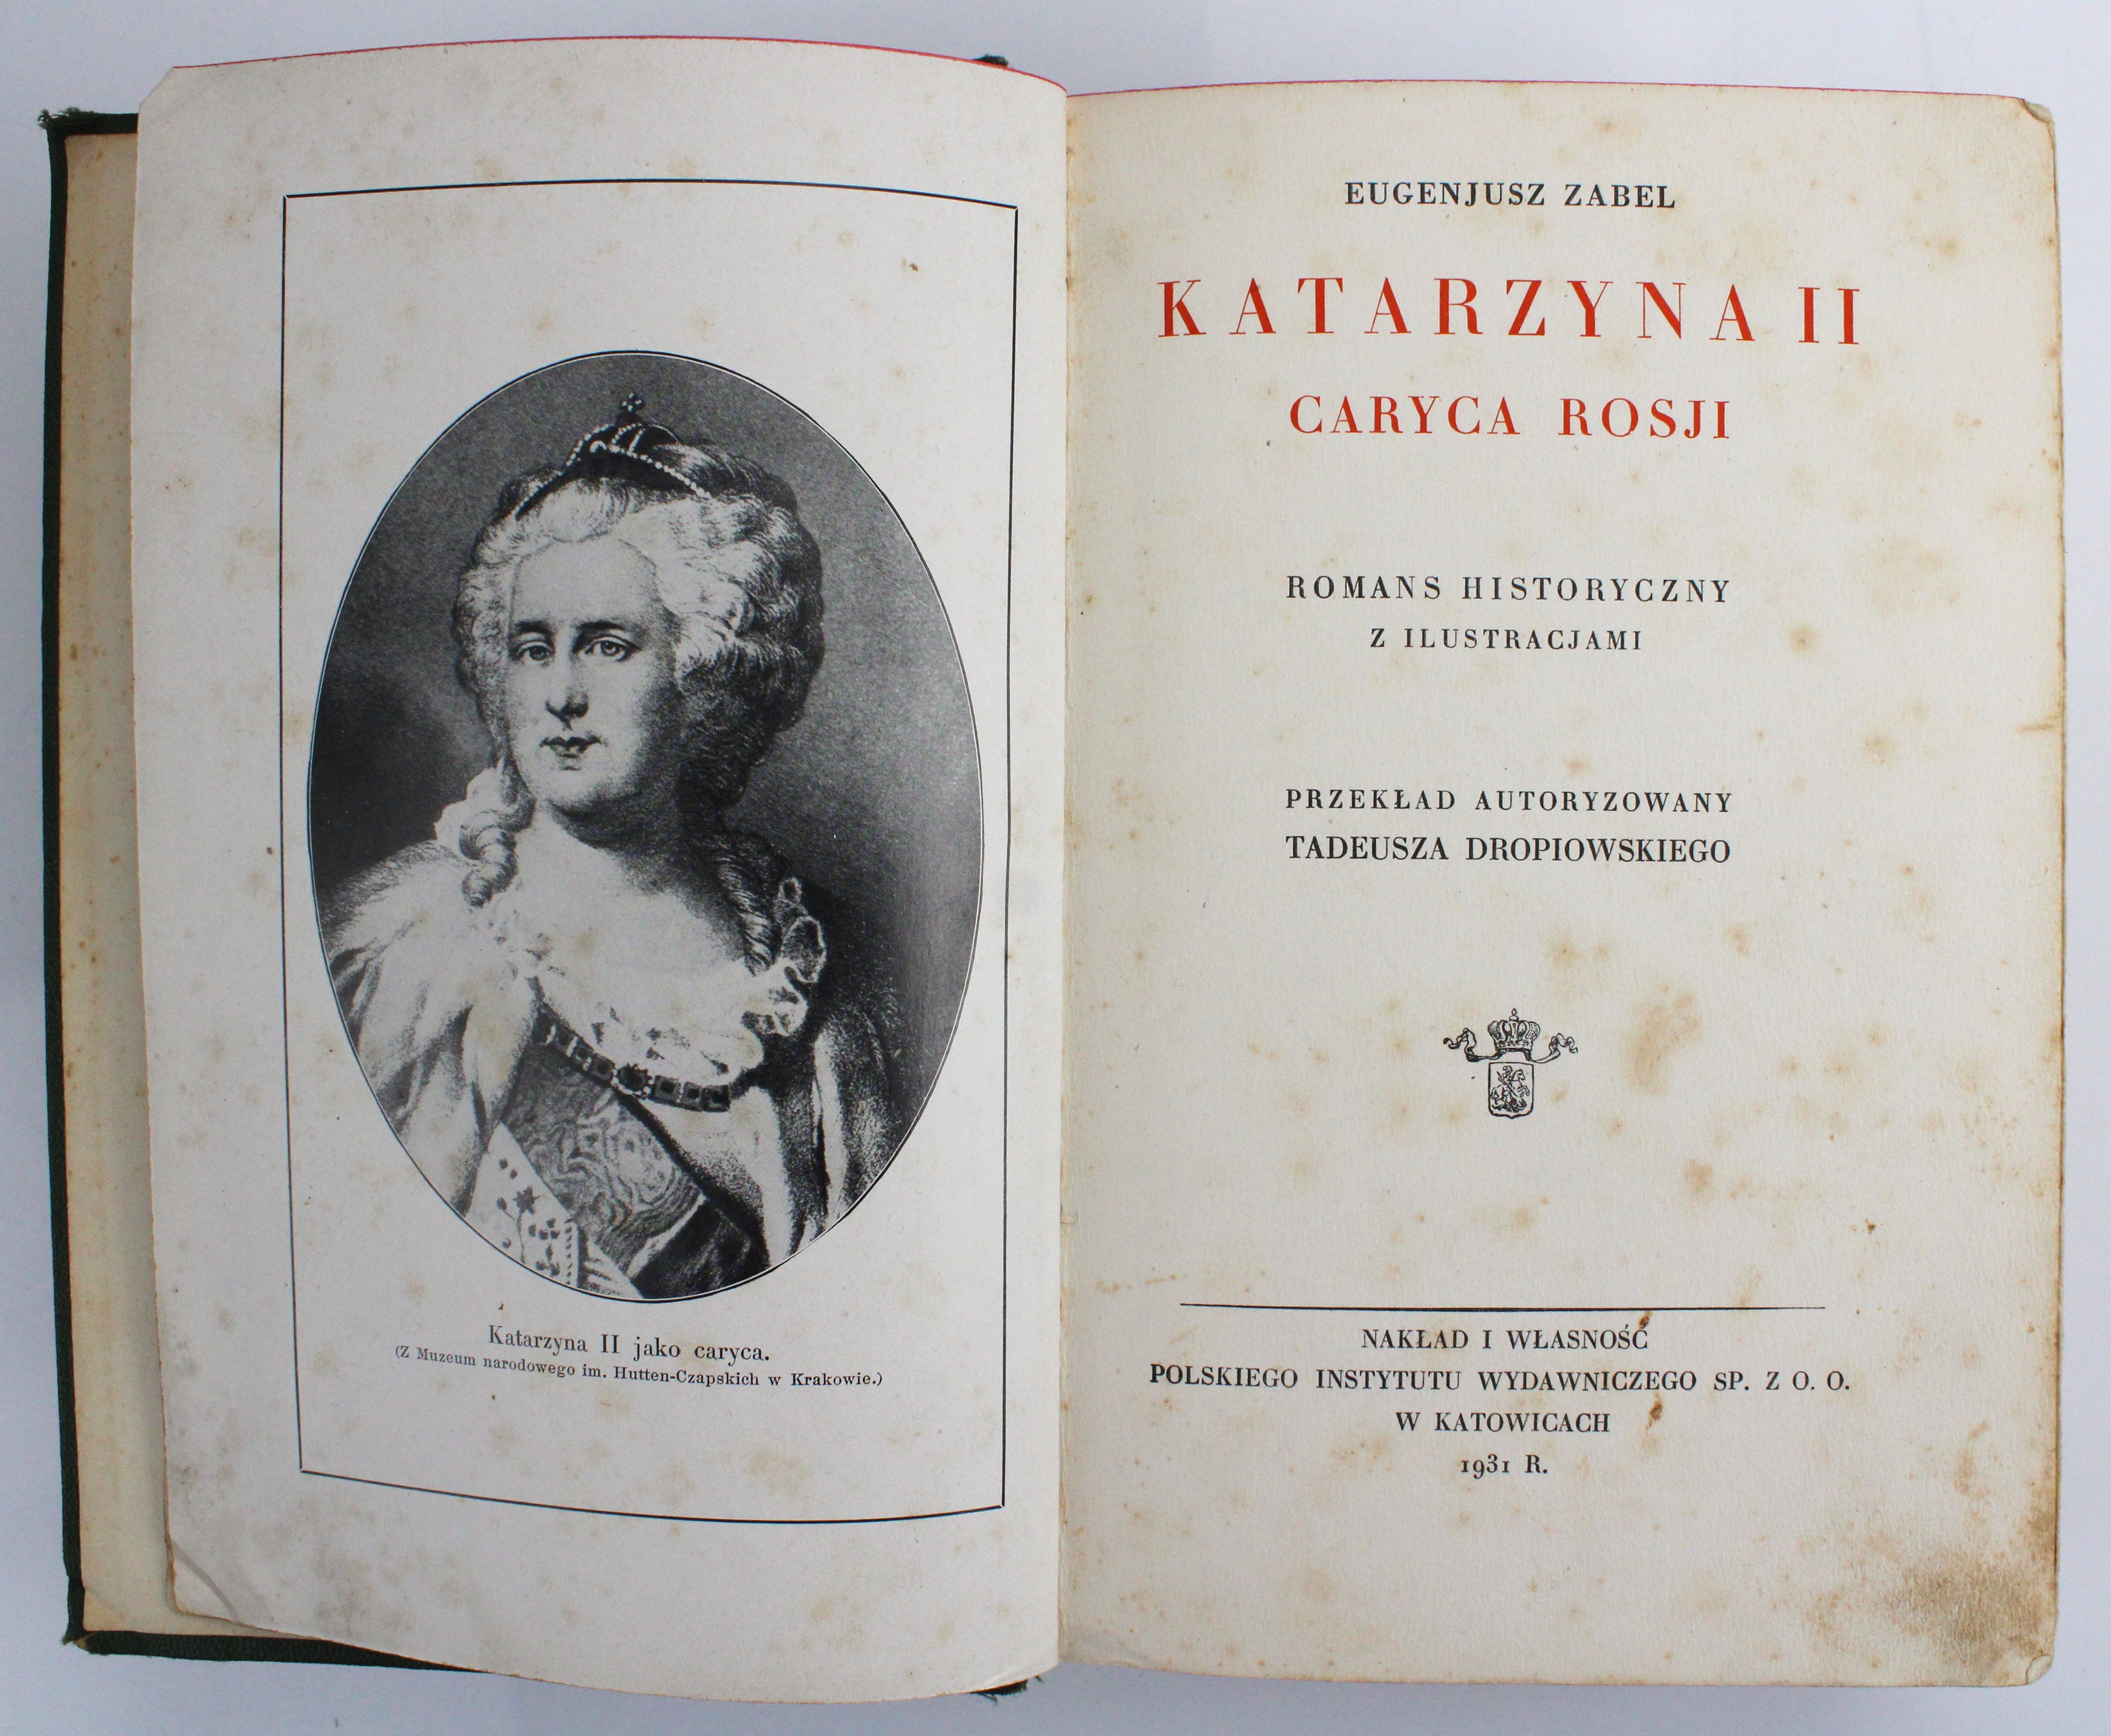 Katarzyna II jako caryca.
(Z Muzeum narodowego im. Hutten-Czapskich w Krakowie.)
EUGENJUSZ ZABEL
KATARZYNA II
CARYCA ROSJI
ROMANS HISTORYCZNY
Z ILUSTRACJAMI
PRZEKŁAD AUTORYZOWANY
TADEUSZA DROPIOWSKIEGO
NAKŁAD I WŁASNOŚĆ
POLSKIEGO INSTYTUTU WYDAWNICZEGO SP. Z O. O.
W KATOWICACH
1931 R.